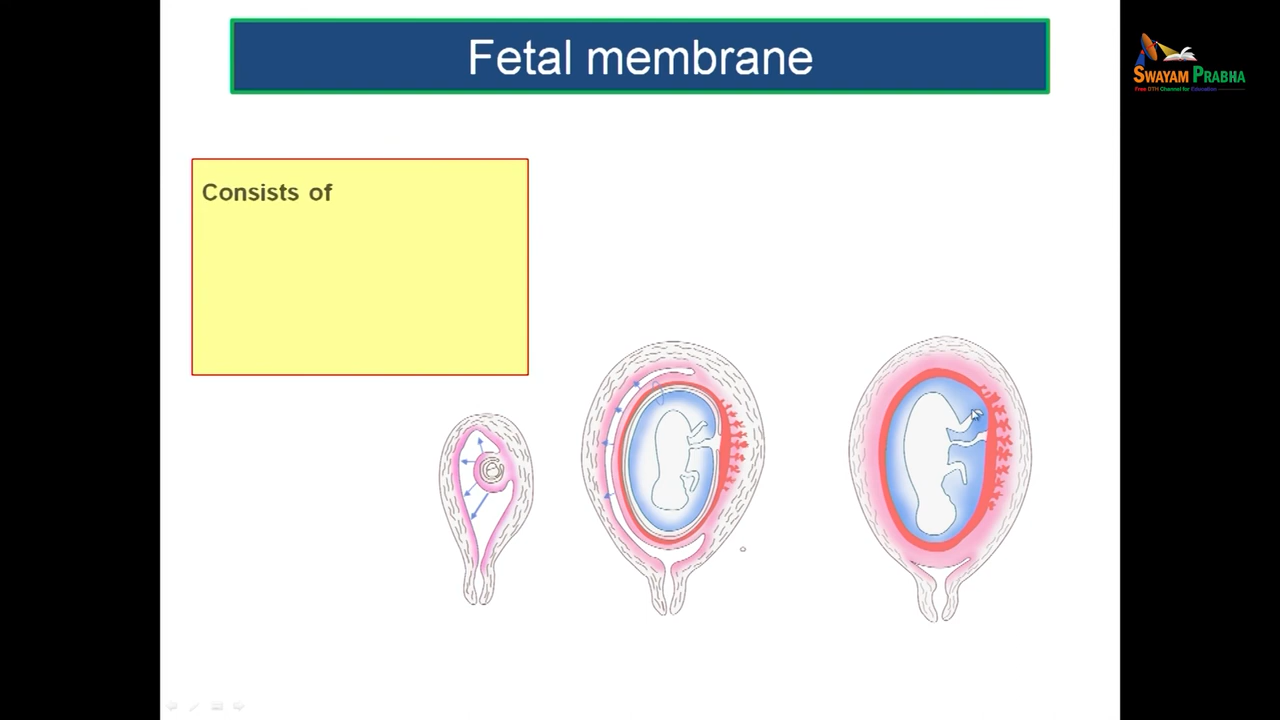 Fetal membrane
SWAYAM PRABHA
Free DTH Channel for Education
Consists of